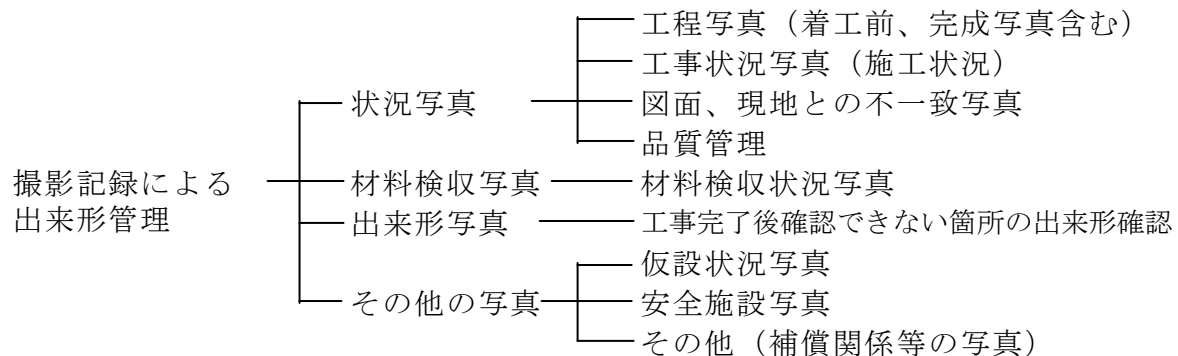 工程写真（着工前、完成写真含む）
工事状況写真（施工状況）
状況写真
図面、現地との不一致写真
品質管理
撮影記録による
出来形管理
材料検収写真
材料検収状況写真
出来形写真
工事完了後確認できない箇所の出来形確認
仮設状況写真
その他の写真
安全施設写真
その他（補償関係等の写真）